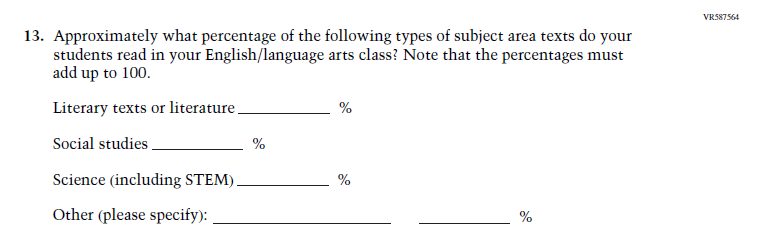 VR587564
13. Approximately what percentage of the following types of subject area texts do your
students read in your English/language arts class? Note that the percentages must
add up to 100.
Literary texts or literature __________ %
Social studies __________ %
Science (including STEM) __________ %
Other (please specify): ____________________ __________ %